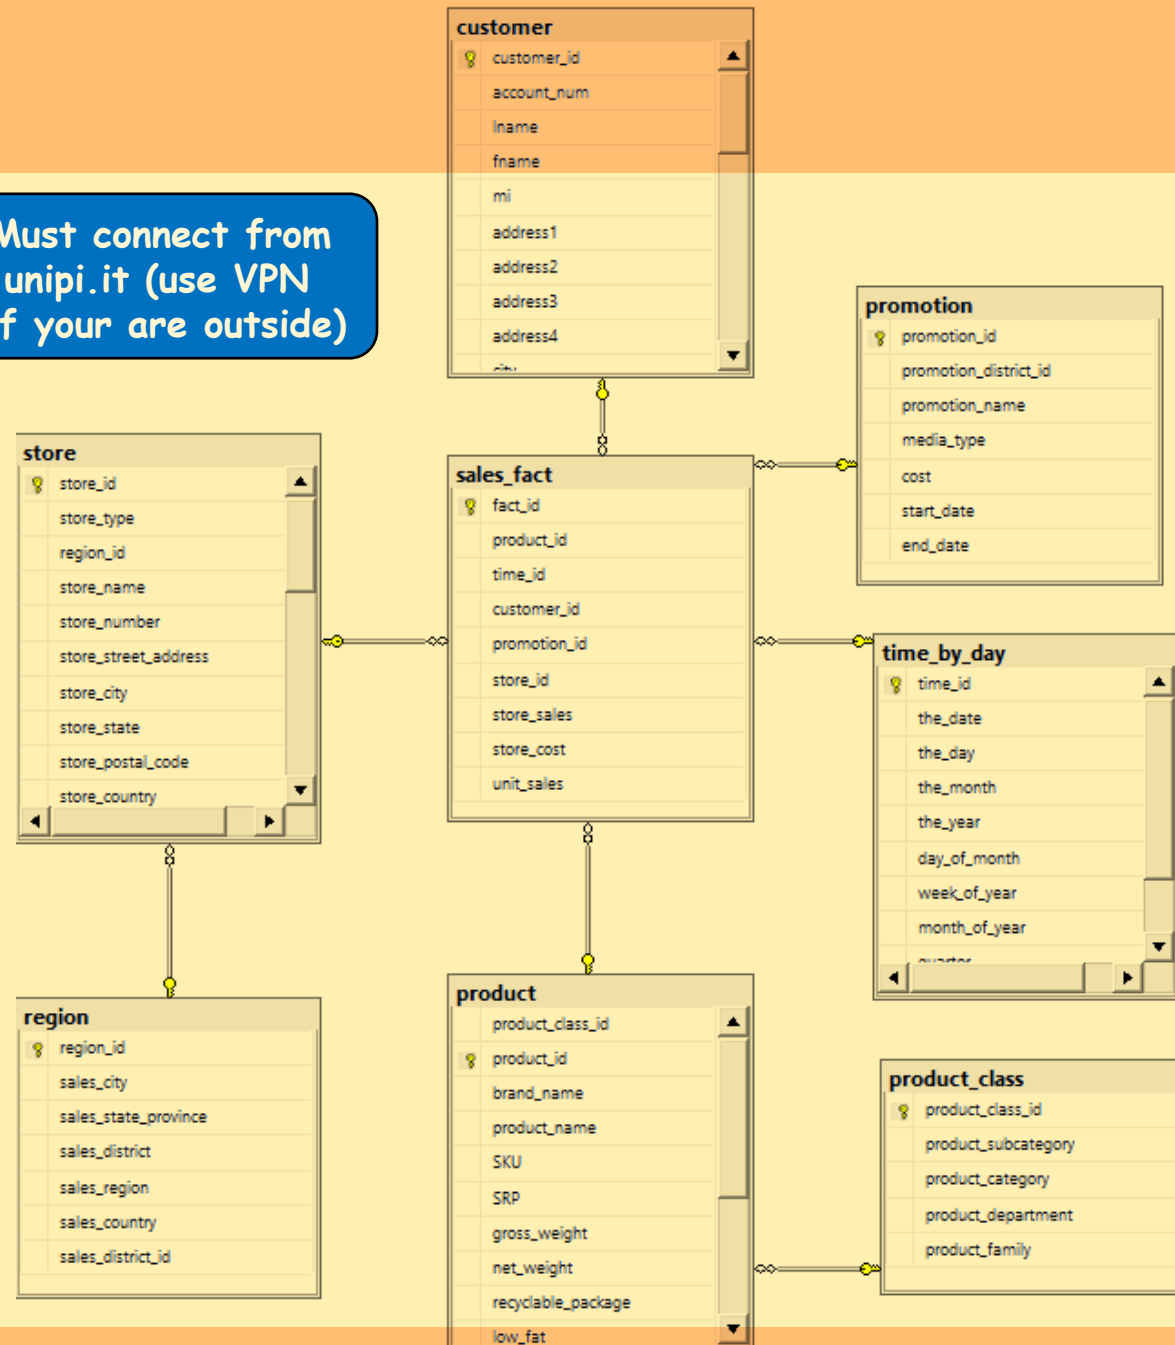 customer
customer_id
account_num
lname
fname
mi
address1
address2
address3
address4
city
Must connect from
unipi.it (use VPN
if your are outside)
promotion
promotion_id
promotion_district_id
promotion_name
media_type
cost
start_date
end_date
store
store_id
store_type
region_id
store_name
store_number
store_street_address
store_city
store_state
store_postal_code
store_country
sales_fact
fact_id
product_id
time_id
customer_id
promotion_id
store_id
store_sales
store_cost
unit_sales
time_by_day
time_id
the_date
the_day
the_month
the_year
day_of_month
week_of_year
month_of_year
quarter
region
region_id
sales_city
sales_state_province
sales_district
sales_region
sales_country
sales_district_id
product
product_class_id
product_id
brand_name
product_name
SKU
SRP
gross_weight
net_weight
recyclable_package
low_fat
product_class
product_class_id
product_subcategory
product_category
product_department
product_family